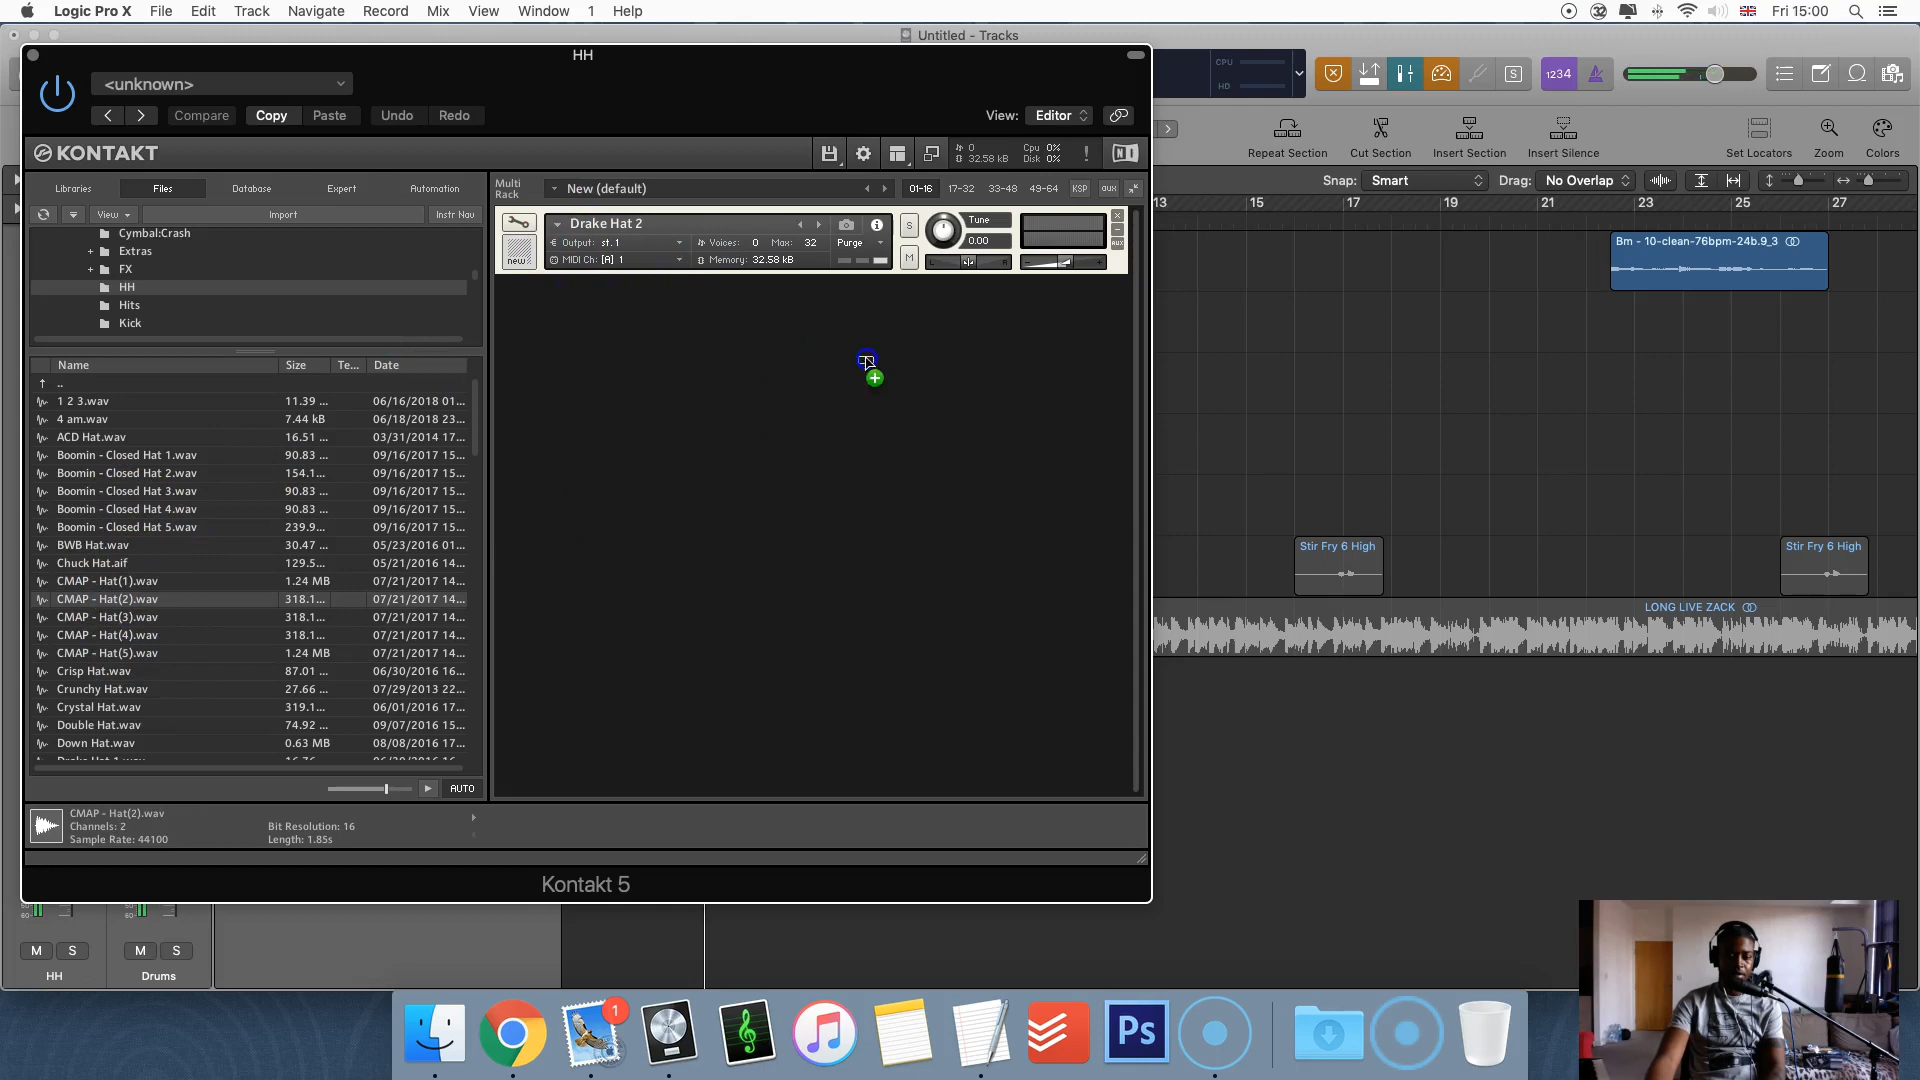 Logic Pro X File Edit Track Navigate Record Mix View Window 1 Help
32 Fri 15:00
Untitled - Tracks
HH
<unknown>
Compare Copy Paste Undo Redo
View: Editor
CPU
HD
S 1234
KONTAKT
0
32.58 kB
Cpu 0%
Disk 0%
! NI
Repeat Section Cut Section Insert Section Insert Silence Set Locators Zoom Colors
Libraries Files Database Expert Automation
Multi
Rack
New (default)
01-16 17-32 33-48 49-64 KSP AUX
Snap: Smart Drag: No Overlap
View Import Instr Nav
13 15 17 19 21 23 25 27
Cymbal:Crash
Extras
FX
HH
Hits
Kick
Drake Hat 2
Output: st. 1 Voices: 0 Max: 32 Purge
MIDI Ch: [A] 1 Memory: 32.58 kB
new!
S
M
Tune
0.00
L R
AUX
Bm - 10-clean-76bpm-24b.9_3
Name Size Te... Date
..
1 2 3.wav 11.39 ... 06/16/2018 01...
4 am.wav 7.44 kB 06/18/2018 23...
ACD Hat.wav 16.51 ... 03/31/2014 17...
Boomin - Closed Hat 1.wav 90.83 ... 09/16/2017 15...
Boomin - Closed Hat 2.wav 154.1... 09/16/2017 15...
Boomin - Closed Hat 3.wav 90.83 ... 09/16/2017 15...
Boomin - Closed Hat 4.wav 90.83 ... 09/16/2017 15...
Boomin - Closed Hat 5.wav 239.9... 09/16/2017 15...
BWB Hat.wav 30.47 ... 05/23/2016 01...
Chuck Hat.aif 129.5... 05/21/2016 14...
CMAP - Hat(1).wav 1.24 MB 07/21/2017 14...
CMAP - Hat(2).wav 318.1... 07/21/2017 14...
CMAP - Hat(3).wav 318.1... 07/21/2017 14...
CMAP - Hat(4).wav 318.1... 07/21/2017 14...
CMAP - Hat(5).wav 1.24 MB 07/21/2017 14...
Crisp Hat.wav 87.01 ... 06/30/2016 16...
Crunchy Hat.wav 27.66 ... 07/29/2013 22...
Crystal Hat.wav 319.1... 06/01/2016 17...
Double Hat.wav 74.92 ... 09/07/2016 15...
Down Hat.wav 0.63 MB 08/08/2016 17...
Stir Fry 6 High Stir Fry 6 High
LONG LIVE ZACK
AUTO
CMAP - Hat(2).wav
Channels: 2 Bit Resolution: 16
Sample Rate: 44100 Length: 1.85s
Kontakt 5
60 60
M S M S
HH Drums
1
Ps